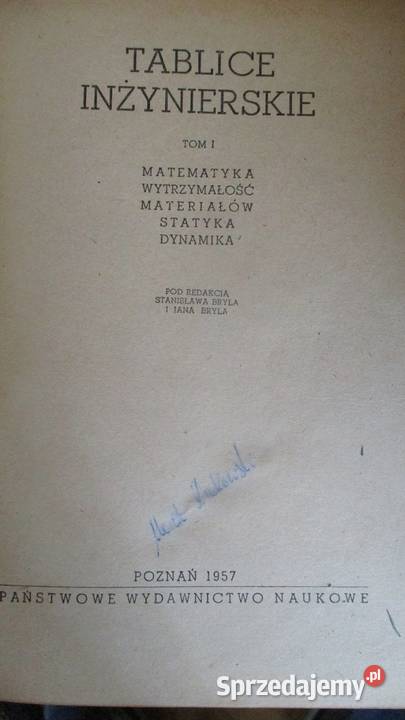 TABLICE
INŻYNIERSKIE
TOM I
MATEMATYKA
WYTRZYMAŁOŚĆ
MATERIAŁÓW
STATYKA
DYNAMIKA
POD REDAKCJĄ
STANISŁAWA BRYŁA
I JANA BRYŁA
POZNAŃ 1957
PAŃSTWOWE WYDAWNICTWO NAUKOWE
Sprzedajemy.pl